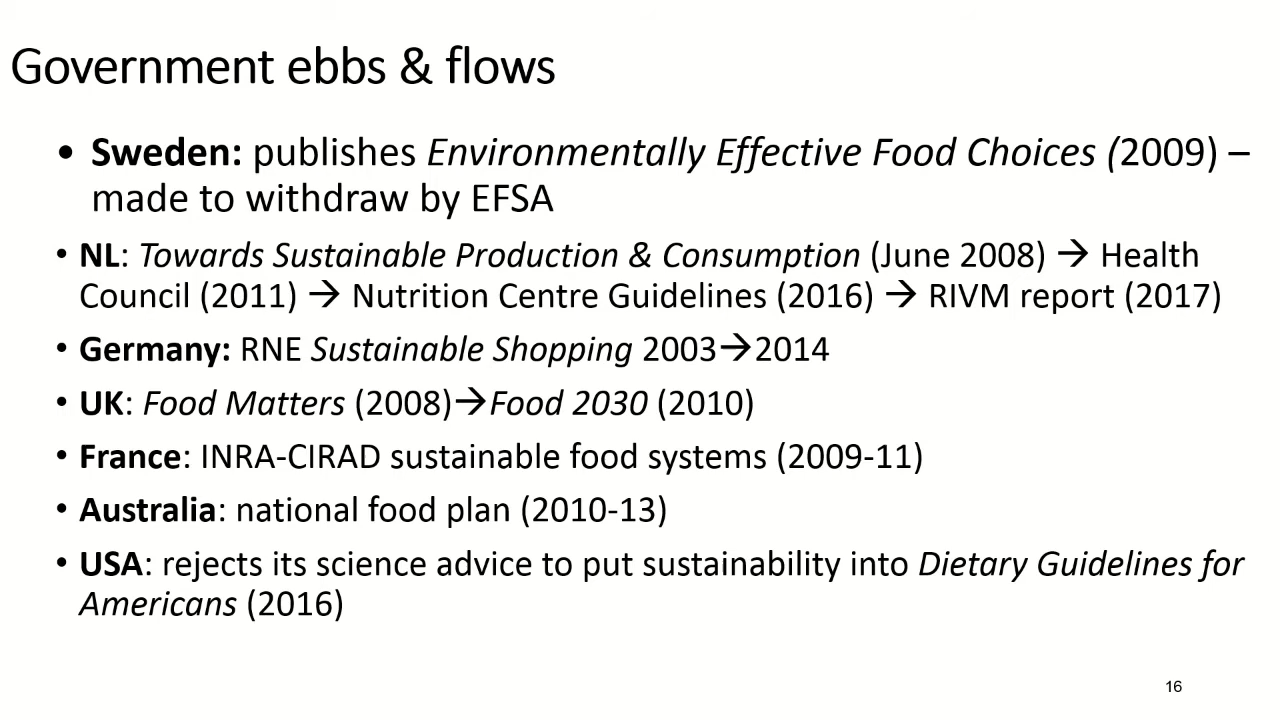 Government ebbs & flows
• Sweden: publishes Environmentally Effective Food Choices (2009) –
made to withdraw by EFSA
• NL: Towards Sustainable Production & Consumption (June 2008) → Health
Council (2011) → Nutrition Centre Guidelines (2016) → RIVM report (2017)
• Germany: RNE Sustainable Shopping 2003→2014
• UK: Food Matters (2008)→Food 2030 (2010)
• France: INRA-CIRAD sustainable food systems (2009-11)
• Australia: national food plan (2010-13)
• USA: rejects its science advice to put sustainability into Dietary Guidelines for
Americans (2016)
16